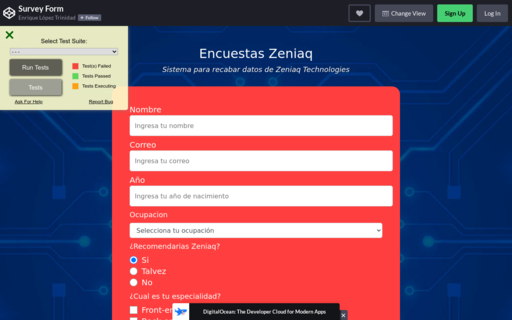 Survey Form
Enrique López Trinidad + Follow
Change View
Sign Up
Log In
Select Test Suite:
----
Run Tests
Test(s) Failed
Tests Passed
Tests
Tests Executing
Ask For Help
Report Bug
Encuestas Zeniaq
Sistema para recabar datos de Zeniaq Technologies
Nombre
Ingresa tu nombre
Correo
Ingresa tu correo
Año
Ingresa tu año de nacimiento
Ocupacion
Selecciona tu ocupación
¿Recomendarias Zeniaq?
Si
Talvez
No
¿Cual es tu especialidad?
DigitalOcean: The Developer Cloud for Modern Apps